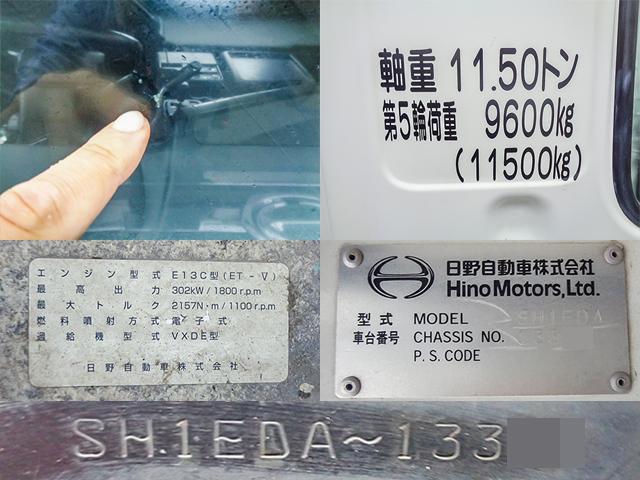 軸重 11.50トン
第5輪荷重 9600kg
(11500kg)
エンジン型式 E13C型(ET-Ⅴ)
最高出力 302kW/1800r.p.m
最大トルク 2157N·m/1100r.p.m
燃料噴射方式 電子式
過給機型式 VXDE型
日野自動車株式会社
日野自動車株式会社
Hino Motors, Ltd.
型式 MODEL SH1EDA
車台番号 CHASSIS NO.
P.S.CODE
SH1EDA~133